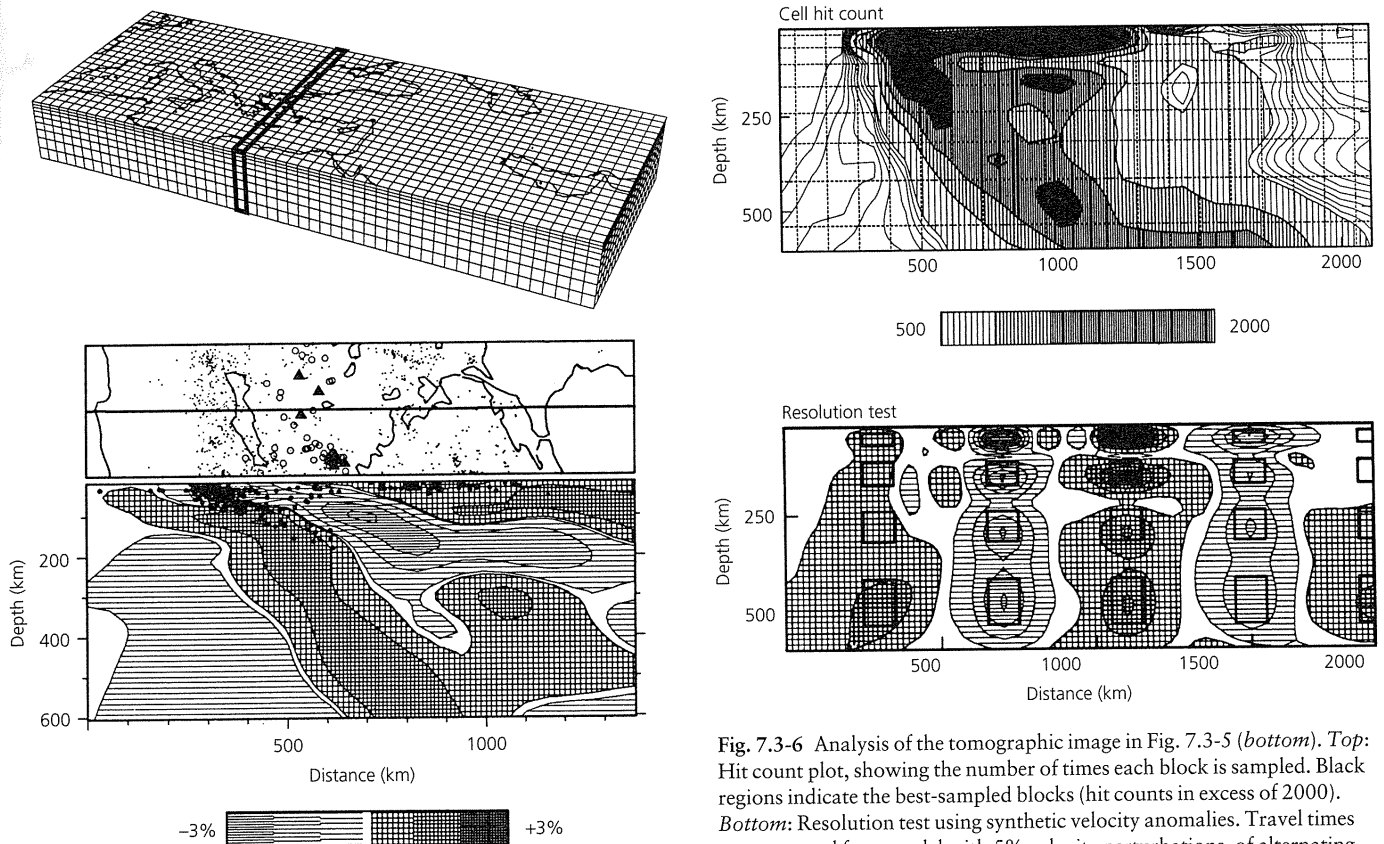 200
400
600
Depth (km)
500
1000
Distance (km)
–3%
+3%
Cell hit count
250
500
Depth (km)
500
1000
1500
2000
500
2000
Resolution test
250
500
Depth (km)
500
1000
1500
2000
Distance (km)
Fig. 7.3-6 Analysis of the tomographic image in Fig. 7.3-5 (bottom). Top:
Hit count plot, showing the number of times each block is sampled. Black
regions indicate the best-sampled blocks (hit counts in excess of 2000).
Bottom: Resolution test using synthetic velocity anomalies. Travel times